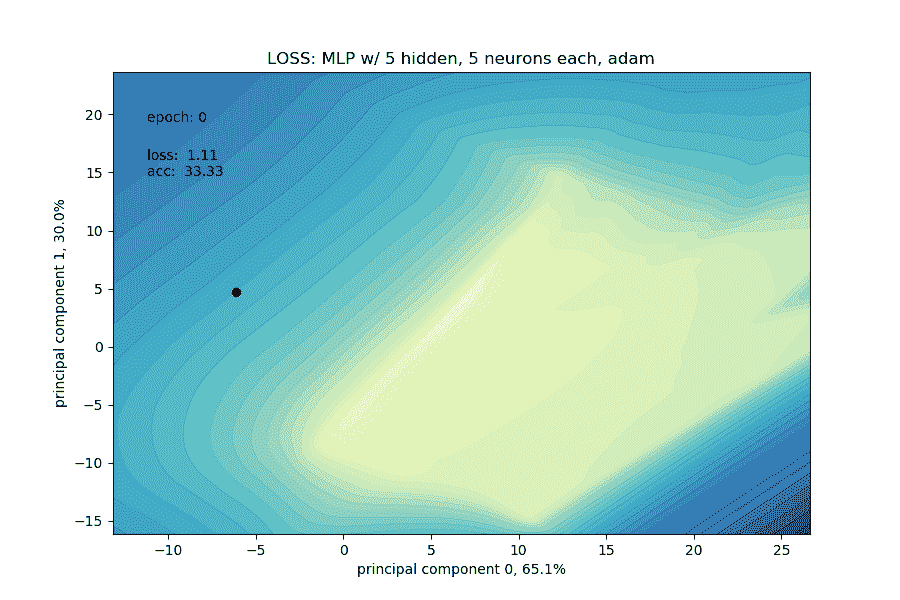 LOSS: MLP w/ 5 hidden, 5 neurons each, adam
epoch: 0
loss:  1.11
acc:  33.33
principal component 1, 30.0%
20
15
10
5
0
−5
−10
−15
−10
−5
0
5
10
15
20
25
principal component 0, 65.1%